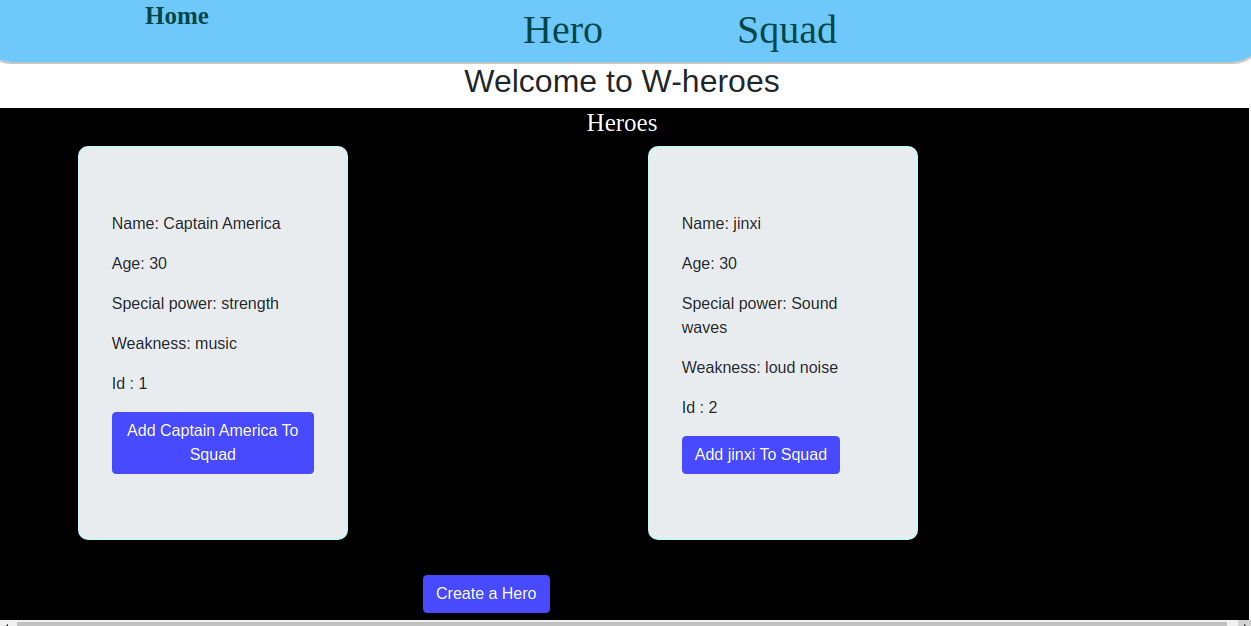 Home
Hero
Squad
Welcome to W-heroes
Heroes
Name: Captain America
Age: 30
Special power: strength
Weakness: music
Id : 1
Add Captain America To
Squad
Name: jinxi
Age: 30
Special power: Sound
waves
Weakness: loud noise
Id : 2
Add jinxi To Squad
Create a Hero